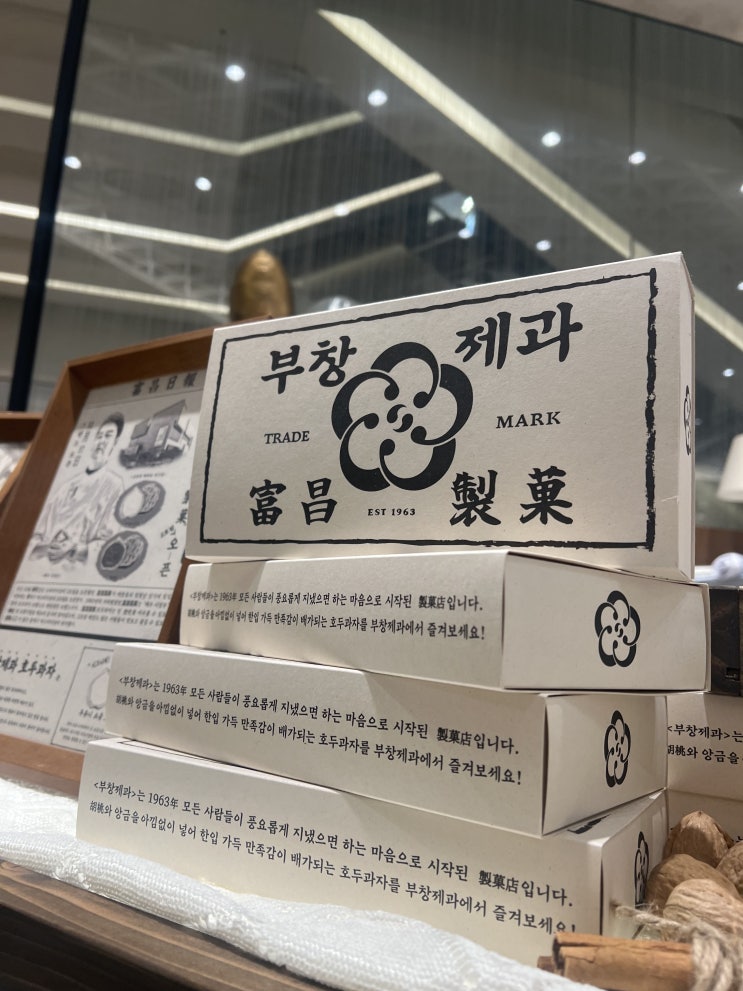 부창 제과
TRADE MARK
富昌 製菓
EST 1963
<부창제과>는 1963年 모든 사람들이 풍요롭게 지냈으면 하는 마음으로 시작된 製菓店입니다.
胡桃와 앙금을 아낌없이 넣어 한입 가득 만족감이 배가되는 호두과자를 부창제과에서 즐겨보세요!
<부창제과>는 1963年 모든 사람들이 풍요롭게 지냈으면 하는 마음으로 시작된 製菓店입니다.
胡桃와 앙금을 아낌없이 넣어 한입 가득 만족감이 배가되는 호두과자를 부창제과에서 즐겨보세요!
<부창제과>는 1963年 모든 사람들이 풍요롭게 지냈으면 하는 마음으로 시작된 製菓店입니다.
胡桃와 앙금을 아낌없이 넣어 한입 가득 만족감이 배가되는 호두과자를 부창제과에서 즐겨보세요!
<부창제과>는
胡桃와 앙금을
富昌日報
製菓
오픈
호두과자